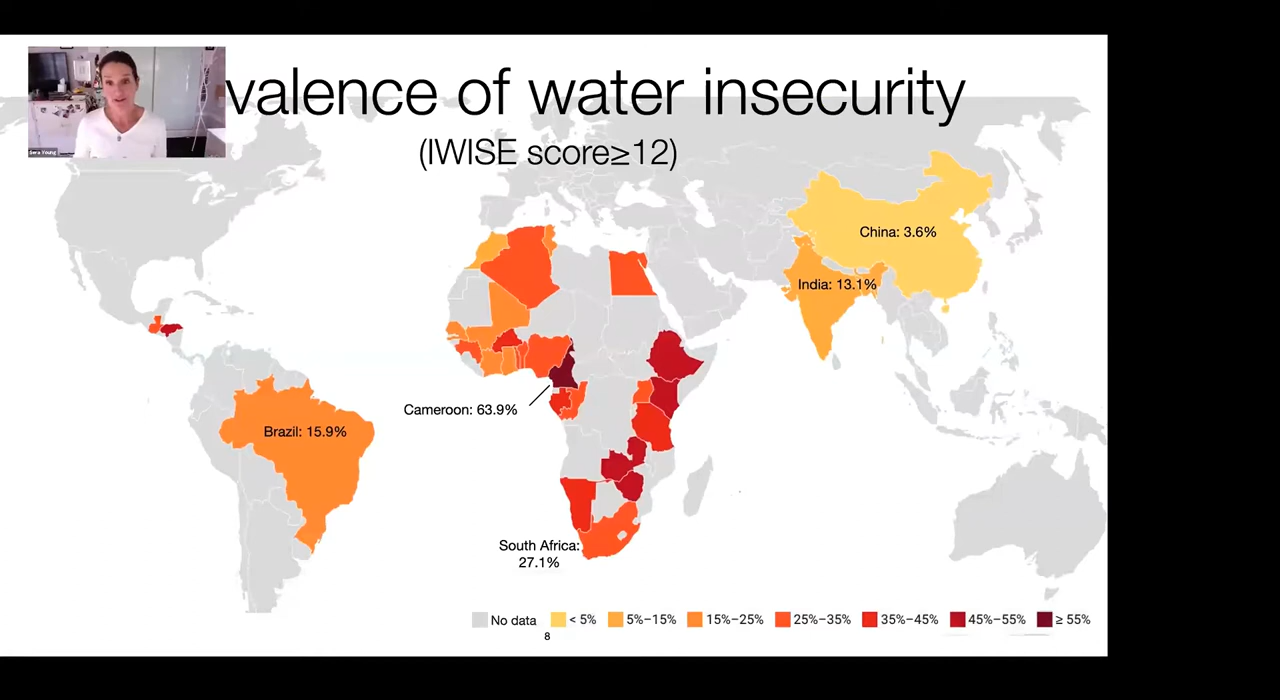 valence of water insecurity
(IWISE score≥12)
Sera Young
China: 3.6%
India: 13.1%
Cameroon: 63.9%
Brazil: 15.9%
South Africa:
27.1%
No data
< 5%
5%–15%
15%–25%
25%–35%
35%–45%
45%–55%
≥ 55%
8